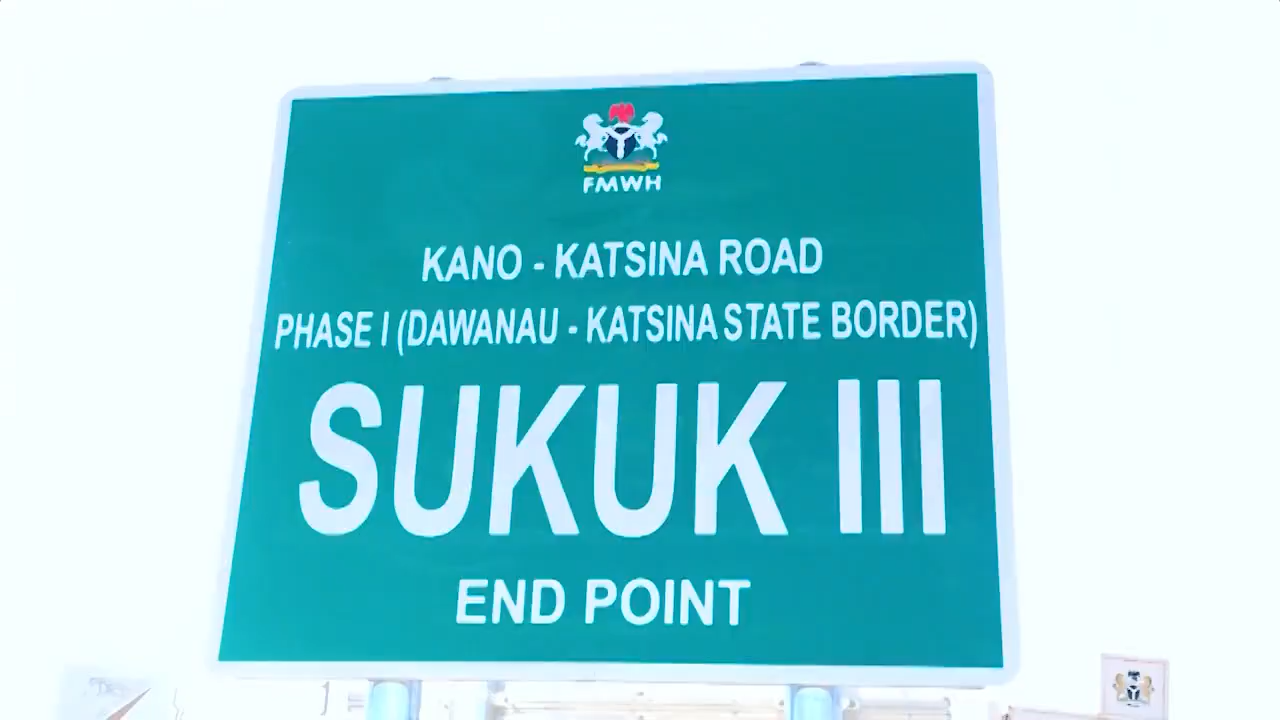 FMWH
KANO - KATSINA ROAD
PHASE I (DAWANAU - KATSINA STATE BORDER)
SUKUK III
END POINT